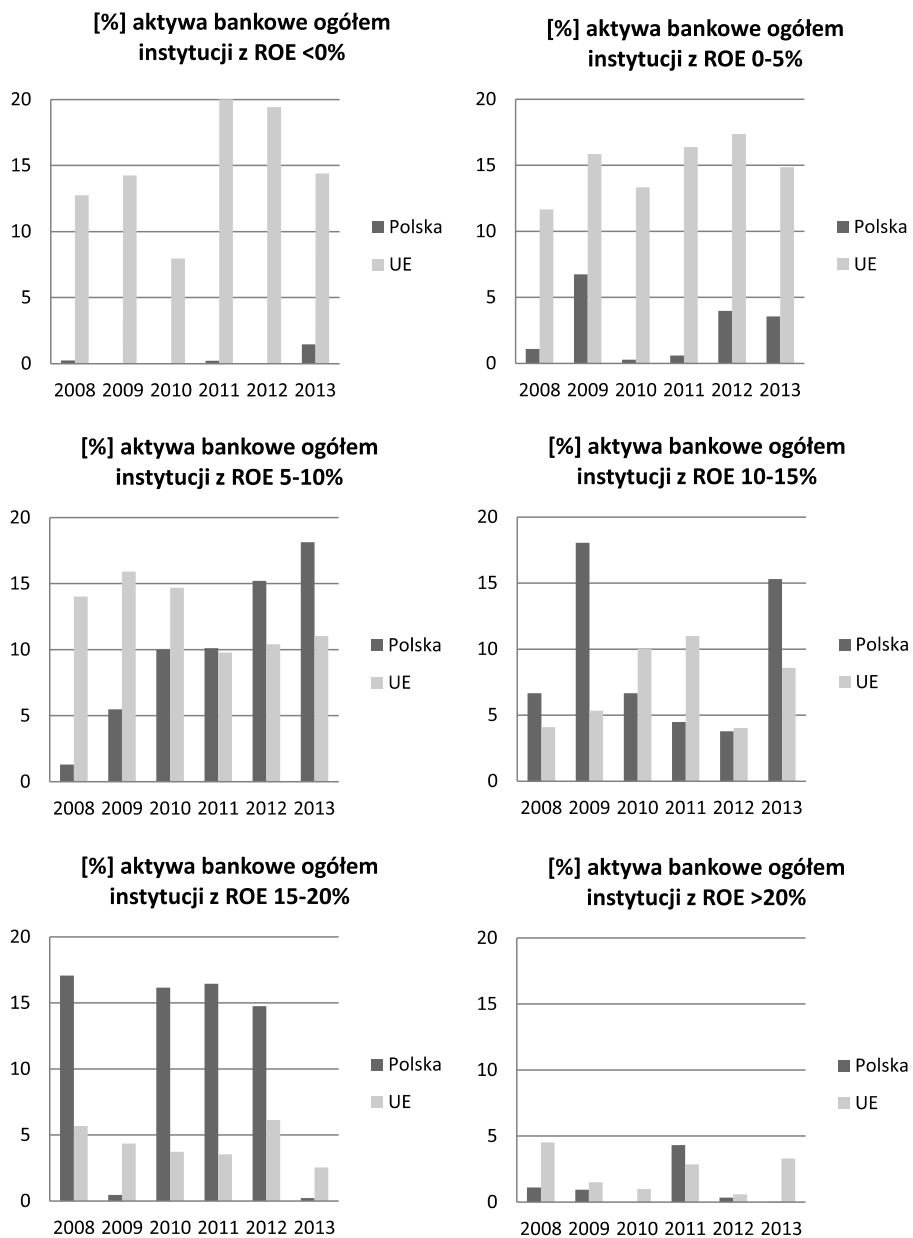 [%] aktywa bankowe ogółem
instytucji z ROE <0%
20
15
10
5
0
2008 2009 2010 2011 2012 2013
Polska
UE
[%] aktywa bankowe ogółem
instytucji z ROE 0-5%
20
15
10
5
0
2008 2009 2010 2011 2012 2013
Polska
UE
[%] aktywa bankowe ogółem
instytucji z ROE 5-10%
20
15
10
5
0
2008 2009 2010 2011 2012 2013
Polska
UE
[%] aktywa bankowe ogółem
instytucji z ROE 10-15%
20
15
10
5
0
2008 2009 2010 2011 2012 2013
Polska
UE
[%] aktywa bankowe ogółem
instytucji z ROE 15-20%
20
15
10
5
0
2008 2009 2010 2011 2012 2013
Polska
UE
[%] aktywa bankowe ogółem
instytucji z ROE >20%
20
15
10
5
0
2008 2009 2010 2011 2012 2013
Polska
UE